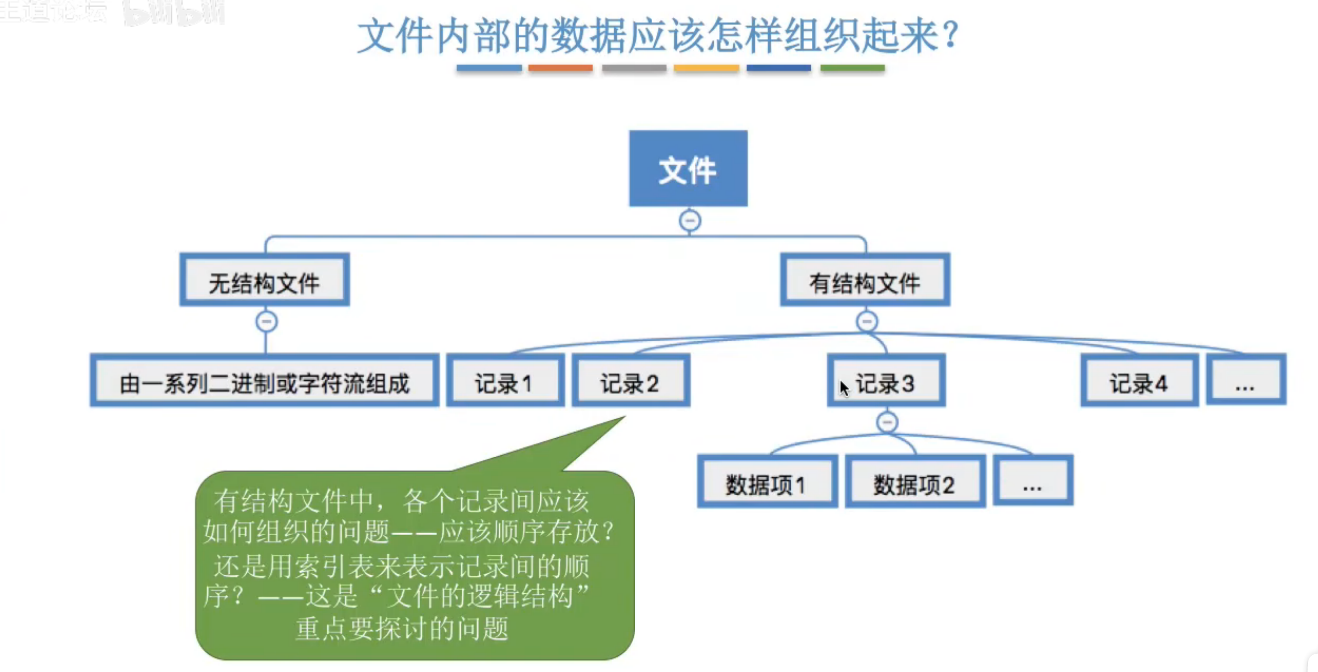 王道论坛 bilibili
文件内部的数据应该怎样组织起来？
文件
无结构文件
有结构文件
由一系列二进制或字符流组成
记录1
记录2
记录3
记录4
...
数据项1
数据项2
...
有结构文件中，各个记录间应该
如何组织的问题——应该顺序存放？
还是用索引表来表示记录间的顺
序？——这是“文件的逻辑结构”
重点要探讨的问题